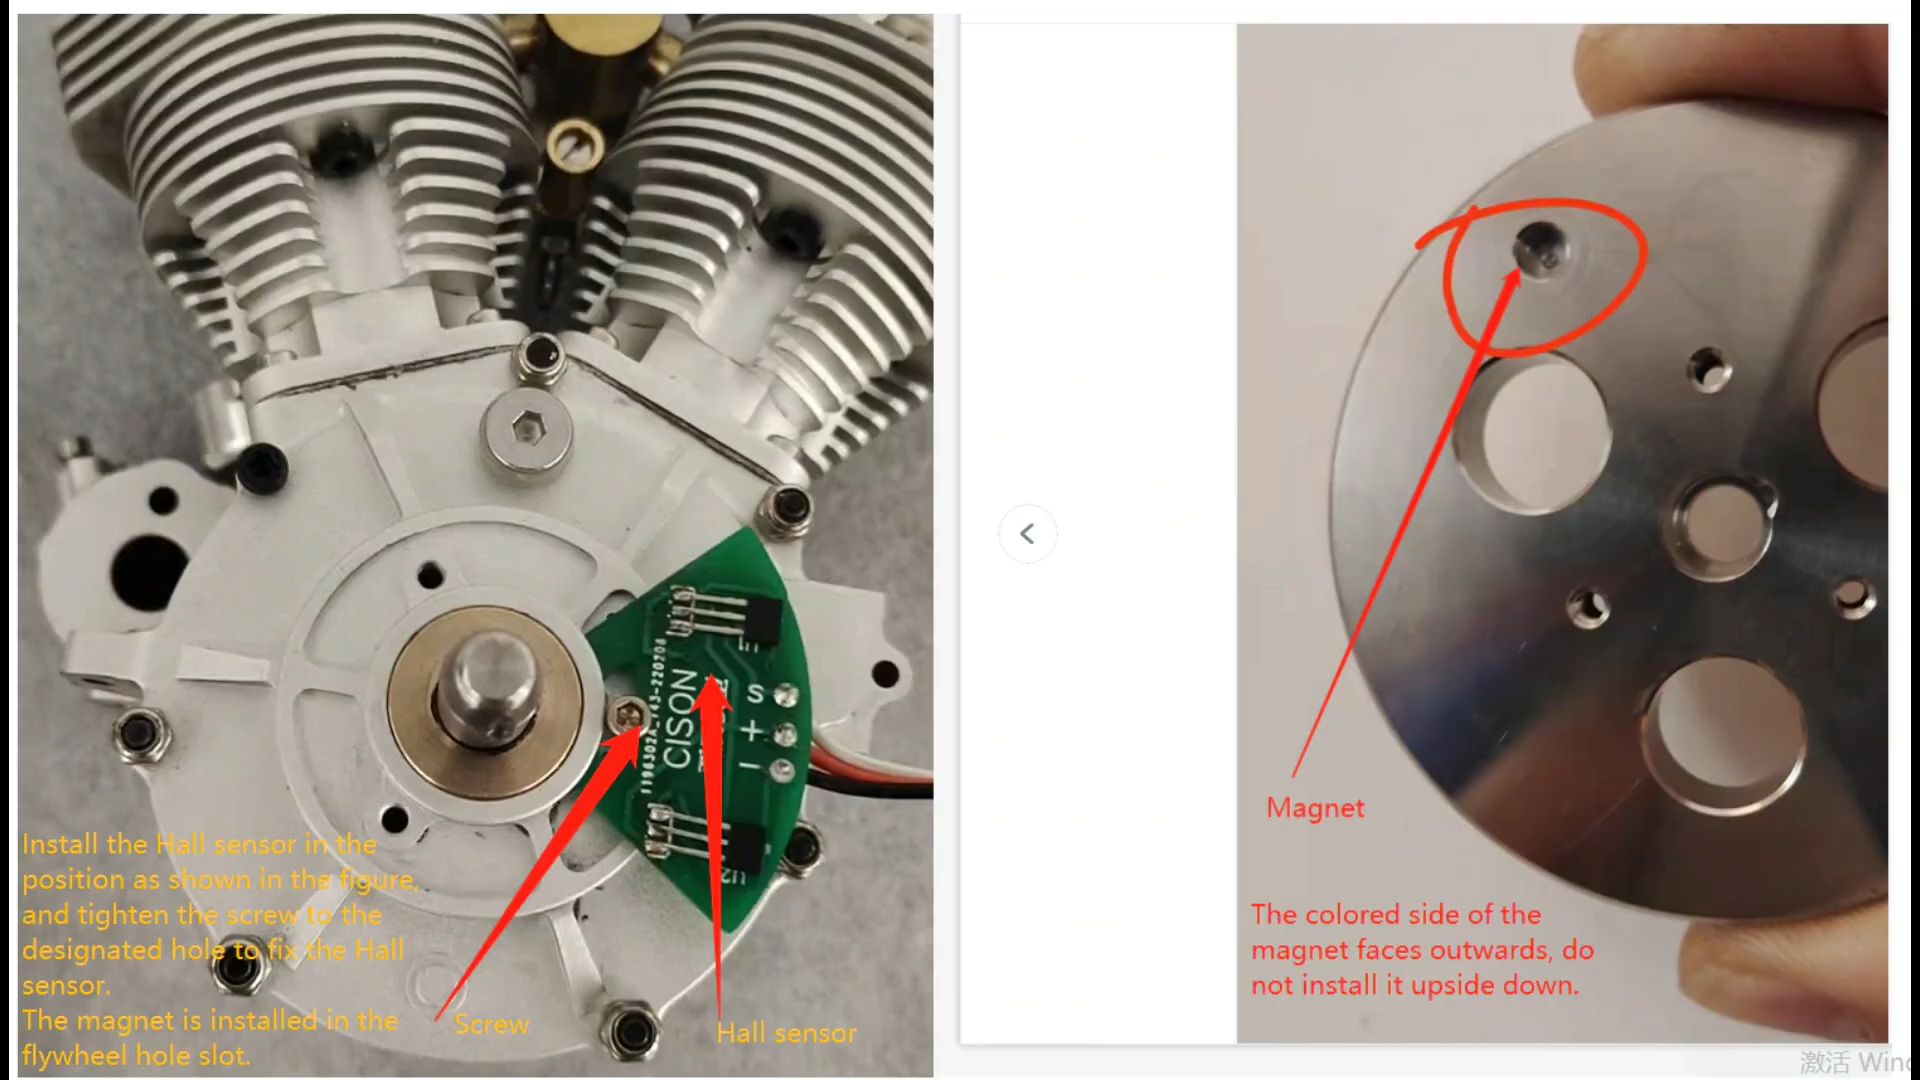 U1
S
+
−
CISON
U2
Install the Hall sensor in the
position as shown in the figure,
and tighten the screw to the
designated hole to fix the Hall
sensor.
The magnet is installed in the
flywheel hole slot.
Screw
Hall sensor
Magnet
The colored side of the
magnet faces outwards, do
not install it upside down.
激活